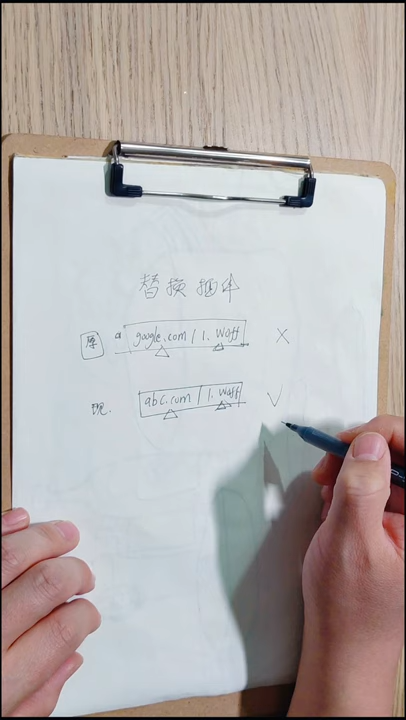 替换插件
原 a google.com / 1. Woff ×
现. abc.com / 1. Woff √